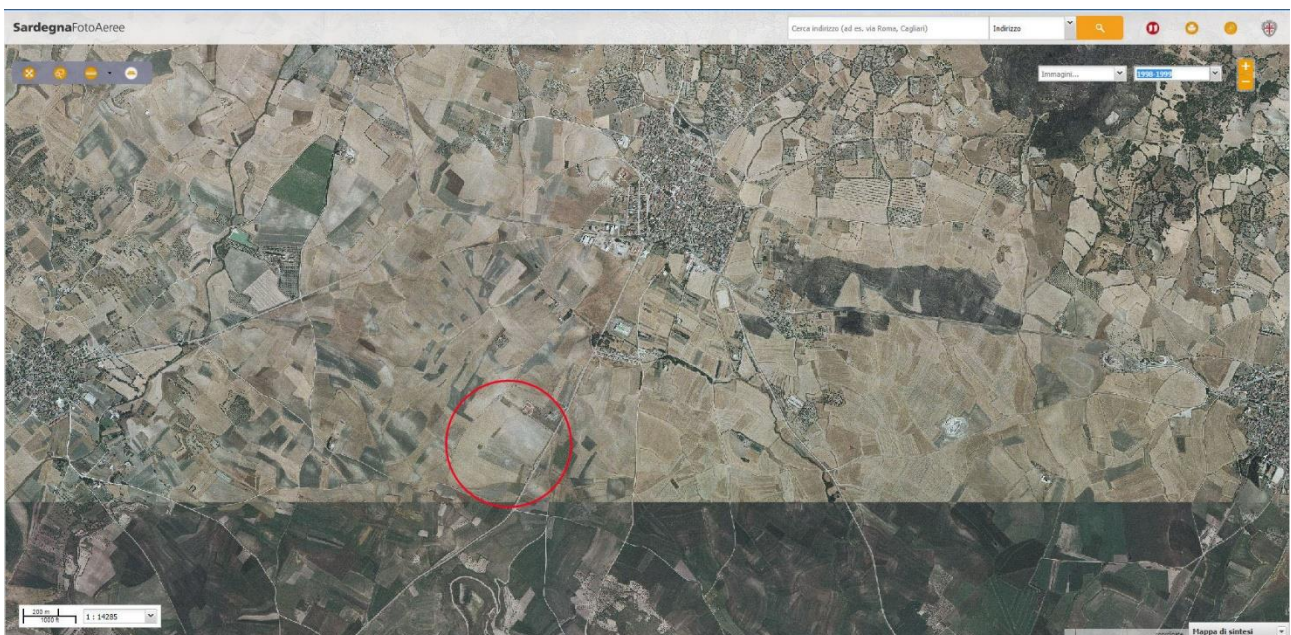 SardegnaFotoAeree
Cerca indirizzo (ad es. via Roma, Cagliari)
Indirizzo
Immagini...
1998-1999
200 m
1000 ft
1 : 14285
Mappa di sintesi